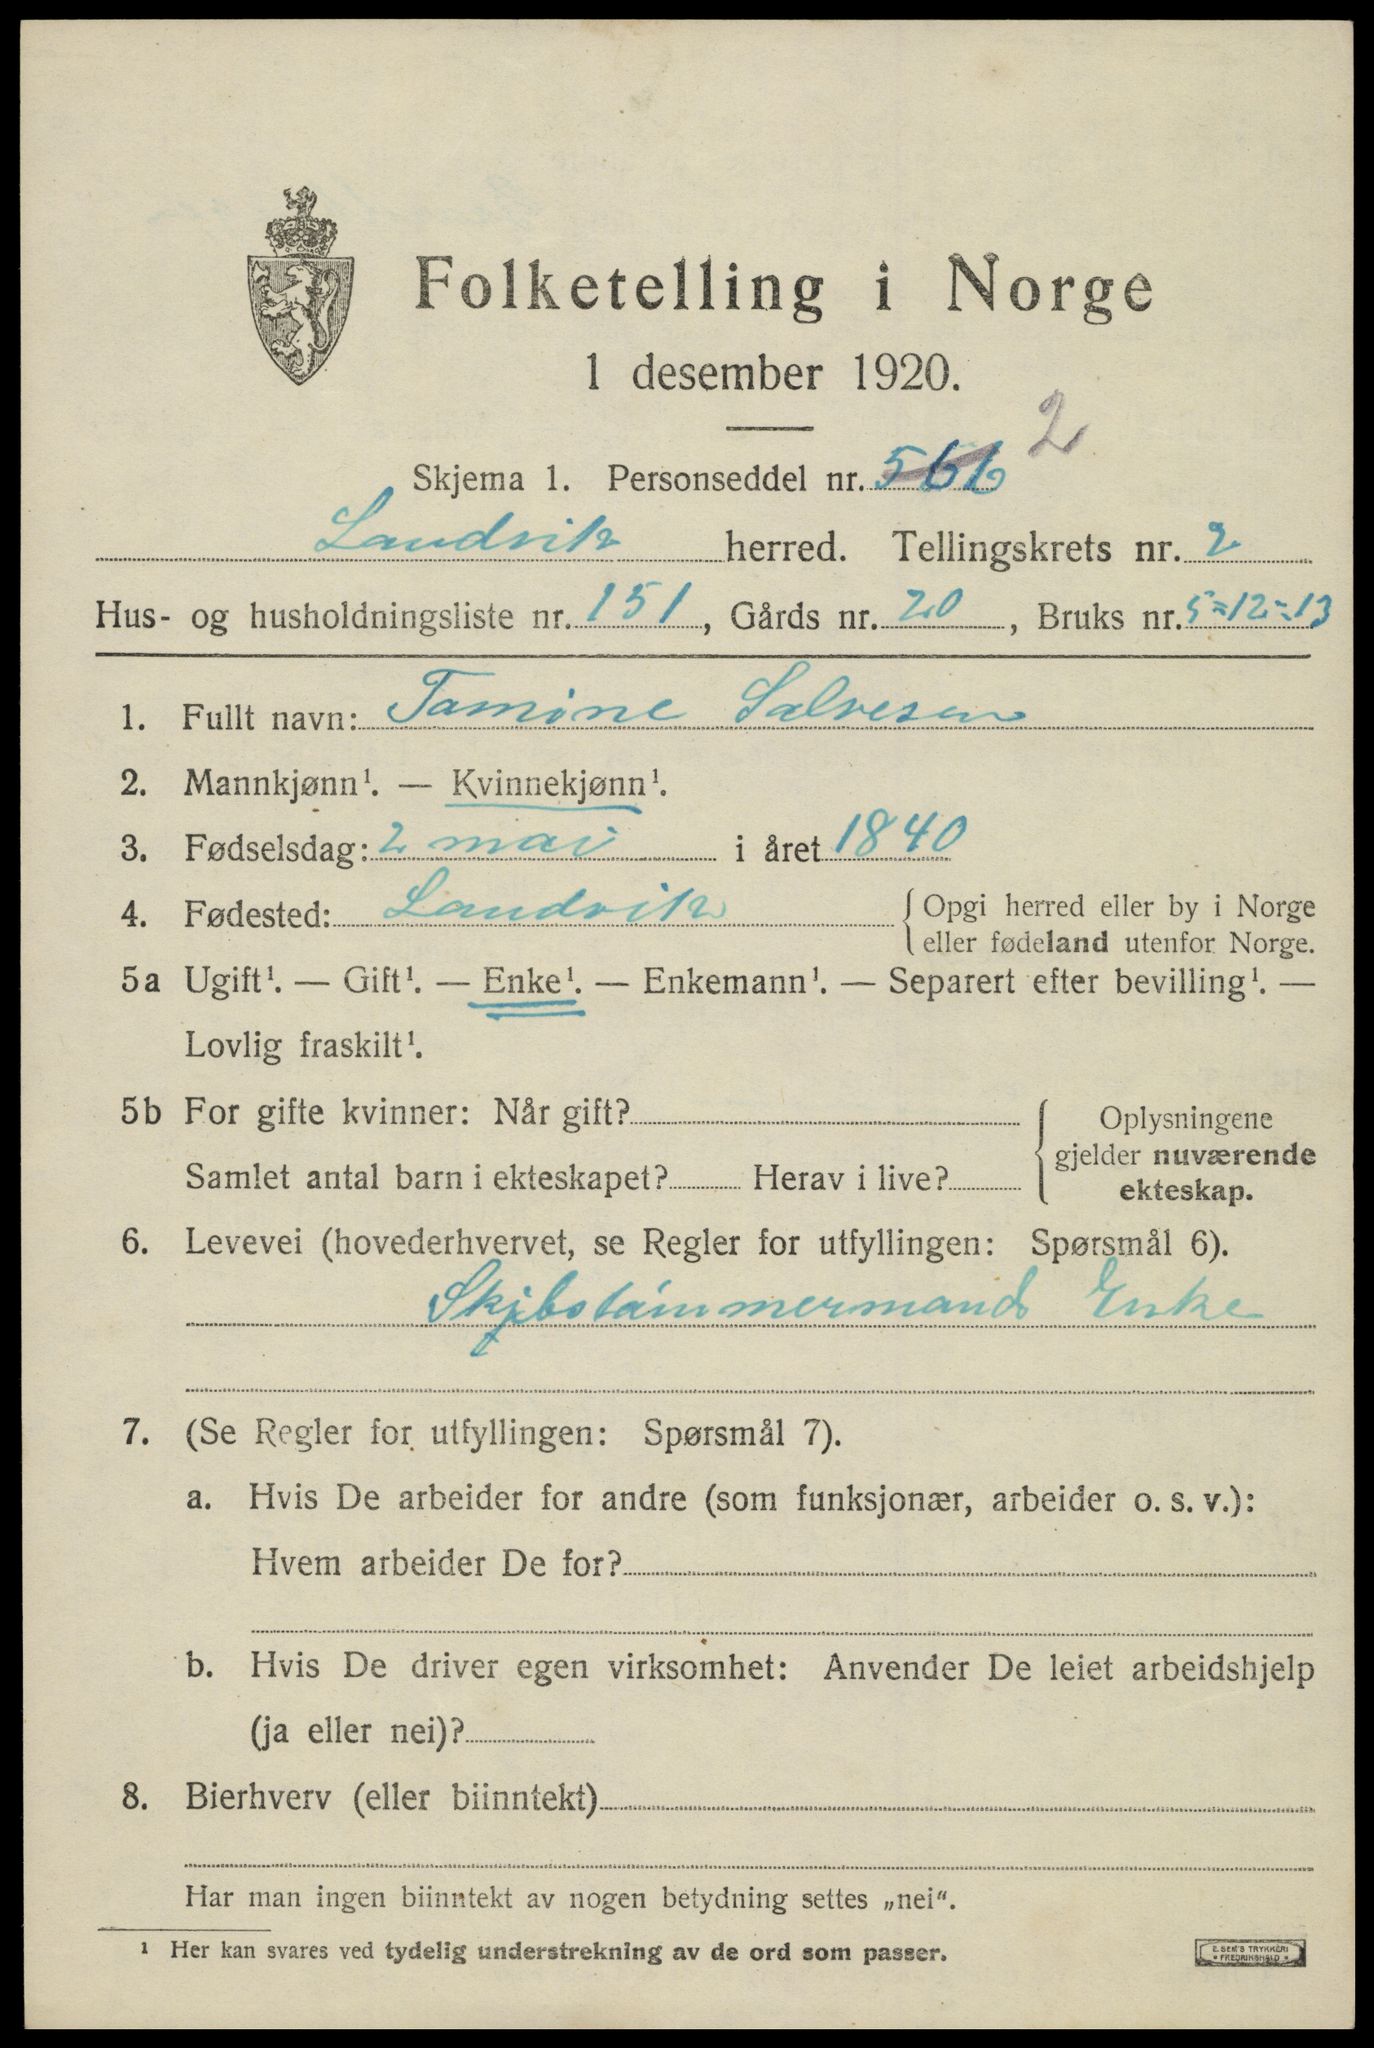 Folketelling i Norge
1 desember 1920.
2
Skjema 1. Personseddel nr. 566
Landvik herred. Tellingskrets nr. 2
Hus- og husholdningsliste nr. 151, Gårds nr. 20, Bruks nr. 5=12=13
1. Fullt navn: Tamine Salvesen
2. Mannkjønn¹. — Kvinnekjønn¹.
3. Fødselsdag: 2 mai i året 1840
4. Fødested: Landvik { Opgi herred eller by i Norge
eller fødeland utenfor Norge.
5a Ugift¹. — Gift¹. — Enke¹. — Enkemann¹. — Separert efter bevilling¹. —
Lovlig fraskilt¹.
5b For gifte kvinner: Når gift? { Oplysningene
gjelder nuværende
Samlet antal barn i ekteskapet? Herav i live?
ekteskap.
6. Levevei (hovederhvervet, se Regler for utfyllingen: Spørsmål 6).
Skibstømmermands Enke
7. (Se Regler for utfyllingen: Spørsmål 7).
a. Hvis De arbeider for andre (som funksjonær, arbeider o. s. v.):
Hvem arbeider De for?
b. Hvis De driver egen virksomhet: Anvender De leiet arbeidshjelp
(ja eller nei)?
8. Bierhverv (eller biinntekt)
Har man ingen biinntekt av nogen betydning settes „nei“.
¹ Her kan svares ved tydelig understrekning av de ord som passer.
E. SEM'S TRYKKERI
• FREDRIKSHALD •